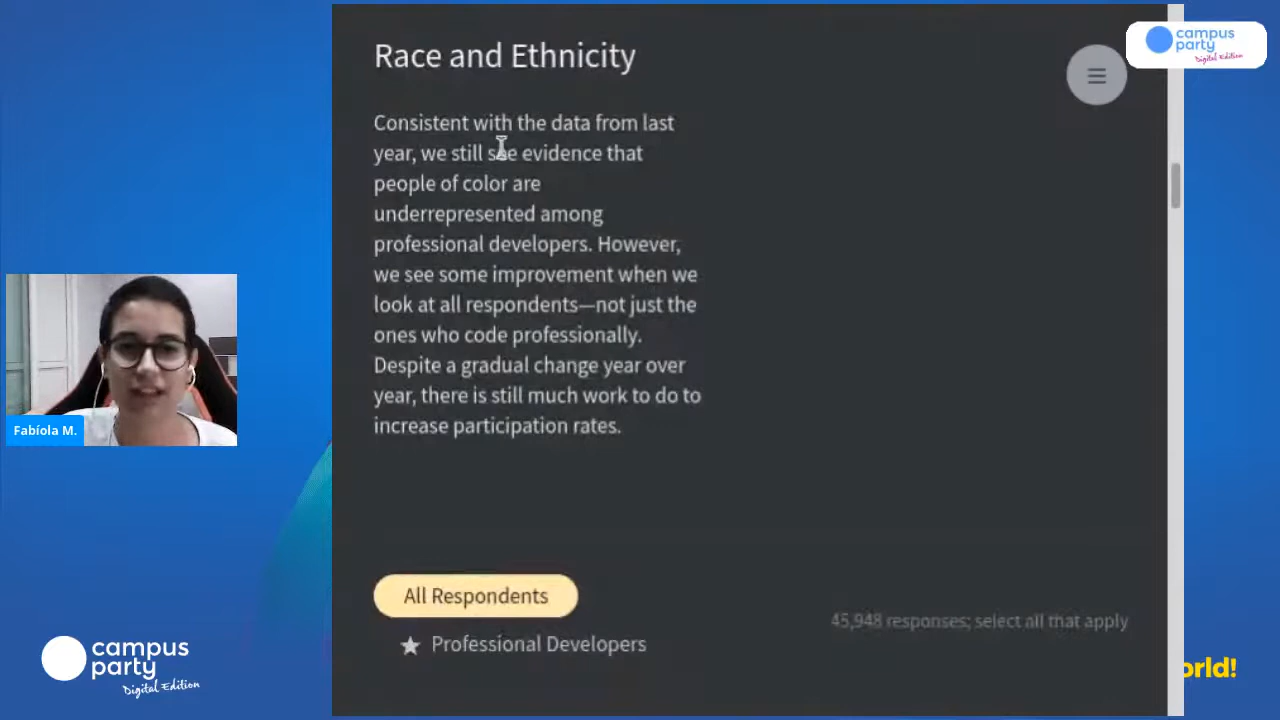 Race and Ethnicity
campus
party
Digital Edition
Consistent with the data from last
year, we still see evidence that
people of color are
underrepresented among
professional developers. However,
we see some improvement when we
look at all respondents—not just the
ones who code professionally.
Despite a gradual change year over
year, there is still much work to do to
increase participation rates.
Fabíola M.
All Respondents
45,948 responses; select all that apply
Professional Developers
campus
party
Digital Edition
orld!